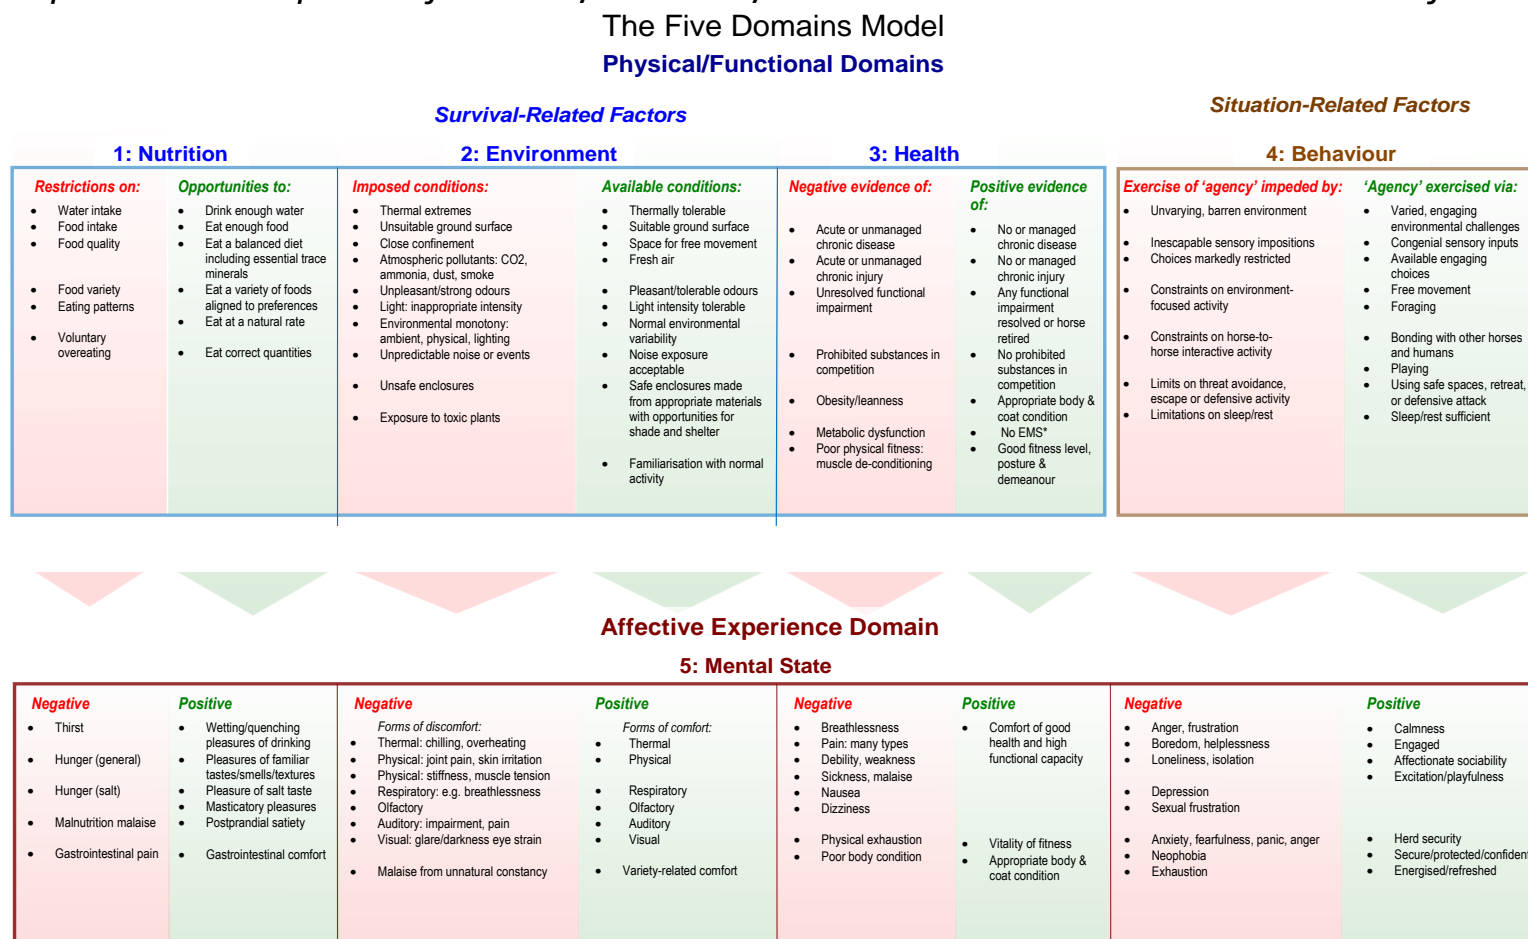 The Five Domains Model
Physical/Functional Domains
Survival-Related Factors
Situation-Related Factors
1: Nutrition
2: Environment
3: Health
4: Behaviour
Restrictions on:
Water intake
Food intake
Food quality
Food variety
Eating patterns
Voluntary
overeating
Opportunities to:
Drink enough water
Eat enough food
Eat a balanced diet
including essential trace
minerals
Eat a variety of foods
aligned to preferences
Eat at a natural rate
Eat correct quantities
Imposed conditions:
Thermal extremes
Unsuitable ground surface
Close confinement
Atmospheric pollutants: CO2,
ammonia, dust, smoke
Unpleasant/strong odours
Light: inappropriate intensity
Environmental monotony:
ambient, physical, lighting
Unpredictable noise or events
Unsafe enclosures
Exposure to toxic plants
Available conditions:
Thermally tolerable
Suitable ground surface
Space for free movement
Fresh air
Pleasant/tolerable odours
Light intensity tolerable
Normal environmental
variability
Noise exposure
acceptable
Safe enclosures made
from appropriate materials
with opportunities for
shade and shelter
Familiarisation with normal
activity
Negative evidence of:
Acute or unmanaged
chronic disease
Acute or unmanaged
chronic injury
Unresolved functional
impairment
Prohibited substances in
competition
Obesity/leanness
Metabolic dysfunction
Poor physical fitness:
muscle de-conditioning
Positive evidence
of:
No or managed
chronic disease
No or managed
chronic injury
Any functional
impairment
resolved or horse
retired
No prohibited
substances in
competition
Appropriate body &
coat condition
No EMS*
Good fitness level,
posture &
demeanour
Exercise of ‘agency’ impeded by:
Unvarying, barren environment
Inescapable sensory impositions
Choices markedly restricted
Constraints on environment-
focused activity
Constraints on horse-to-
horse interactive activity
Limits on threat avoidance,
escape or defensive activity
Limitations on sleep/rest
‘Agency’ exercised via:
Varied, engaging
environmental challenges
Congenial sensory inputs
Available engaging
choices
Free movement
Foraging
Bonding with other horses
and humans
Playing
Using safe spaces, retreat,
or defensive attack
Sleep/rest sufficient
Affective Experience Domain
5: Mental State
Negative
Thirst
Hunger (general)
Hunger (salt)
Malnutrition malaise
Gastrointestinal pain
Positive
Wetting/quenching
pleasures of drinking
Pleasures of familiar
tastes/smells/textures
Pleasure of salt taste
Masticatory pleasures
Postprandial satiety
Gastrointestinal comfort
Negative
Forms of discomfort:
Thermal: chilling, overheating
Physical: joint pain, skin irritation
Physical: stiffness, muscle tension
Respiratory: e.g. breathlessness
Olfactory
Auditory: impairment, pain
Visual: glare/darkness eye strain
Malaise from unnatural constancy
Positive
Forms of comfort:
Thermal
Physical
Respiratory
Olfactory
Auditory
Visual
Variety-related comfort
Negative
Breathlessness
Pain: many types
Debility, weakness
Sickness, malaise
Nausea
Dizziness
Physical exhaustion
Poor body condition
Positive
Comfort of good
health and high
functional capacity
Vitality of fitness
Appropriate body &
coat condition
Negative
Anger, frustration
Boredom, helplessness
Loneliness, isolation
Depression
Sexual frustration
Anxiety, fearfulness, panic, anger
Neophobia
Exhaustion
Positive
Calmness
Engaged
Affectionate sociability
Excitation/playfulness
Herd security
Secure/protected/confident
Energised/refreshed